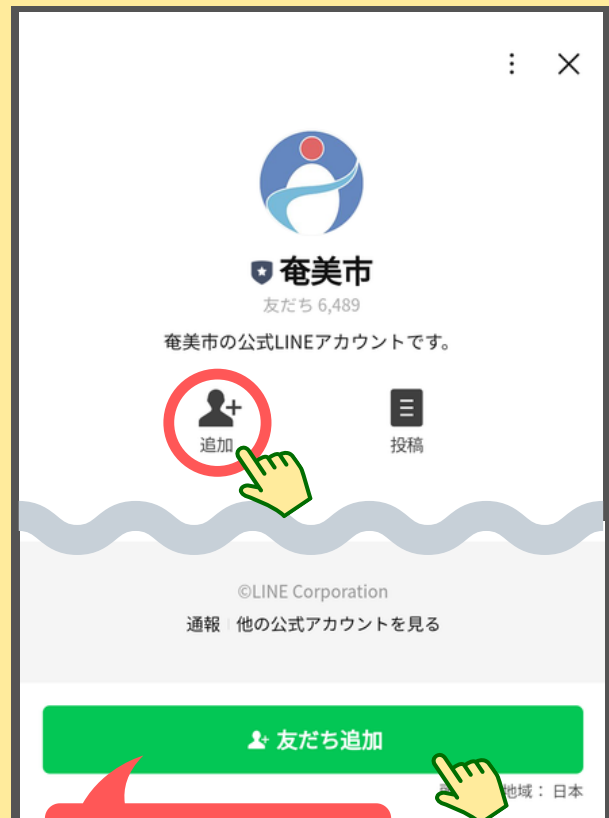 奄美市
友だち 6,489
奄美市の公式LINEアカウントです。
追加
投稿
©LINE Corporation
通報 他の公式アカウントを見る
友だち追加
地域： 日本